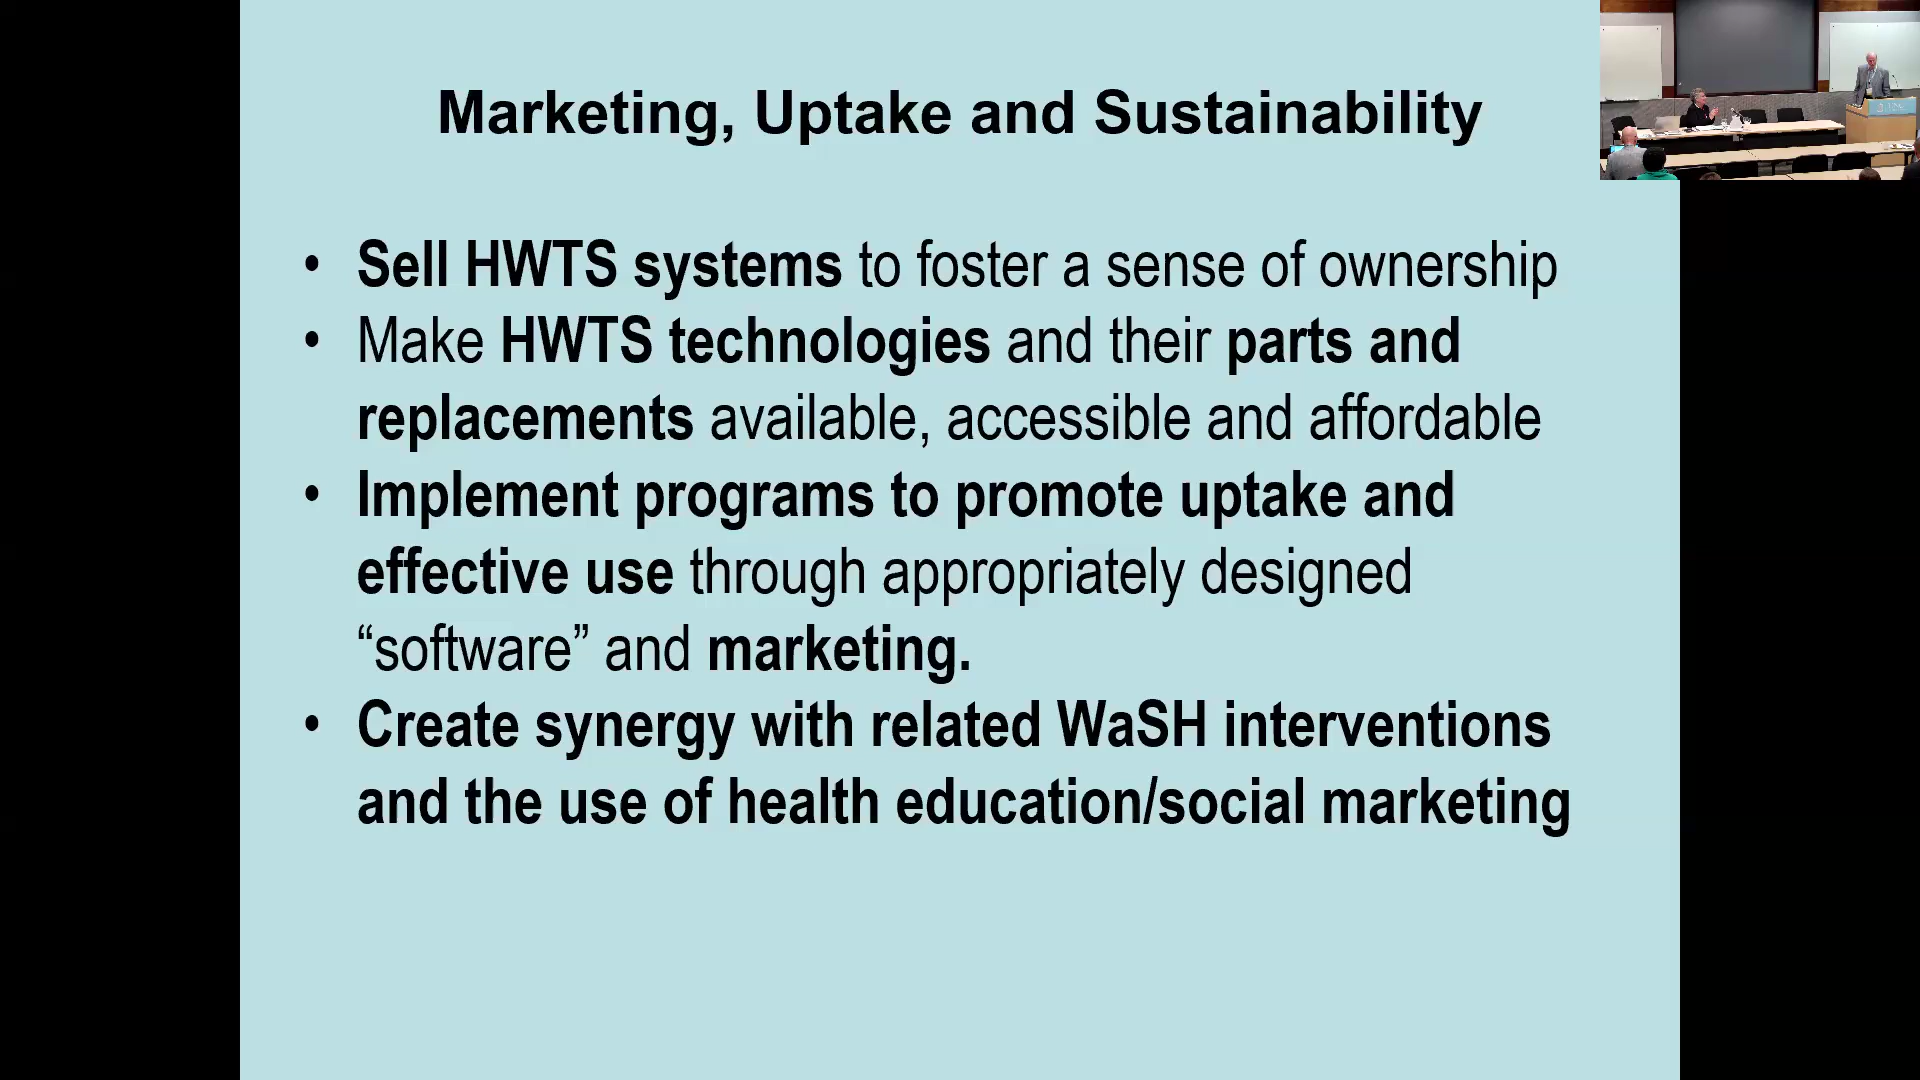 Marketing, Uptake and Sustainability
• Sell HWTS systems to foster a sense of ownership
• Make HWTS technologies and their parts and
replacements available, accessible and affordable
• Implement programs to promote uptake and
effective use through appropriately designed
“software” and marketing.
• Create synergy with related WaSH interventions
and the use of health education/social marketing